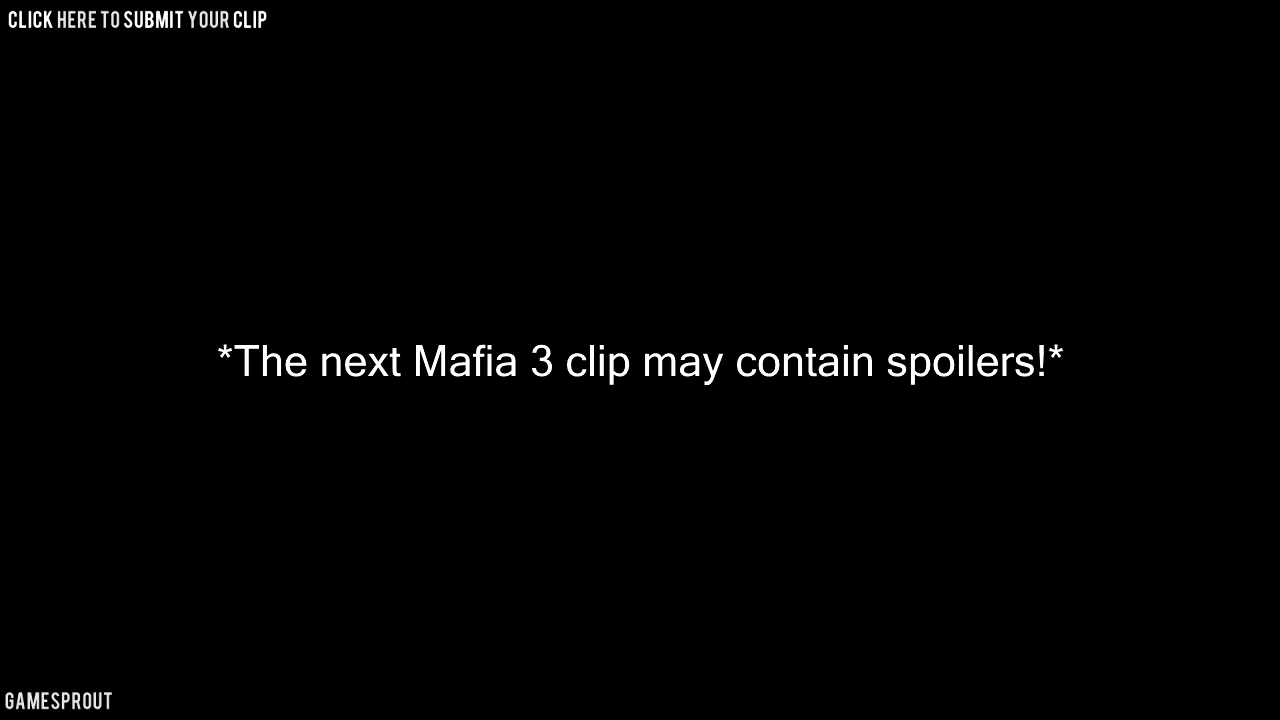 CLICK HERE TO SUBMIT YOUR CLIP
*The next Mafia 3 clip may contain spoilers!*
GAMESPROUT